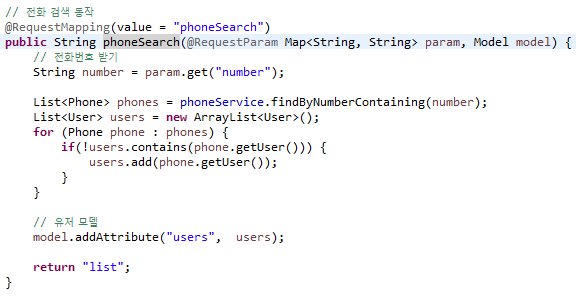 // 전화 검색 동작
@RequestMapping(value = "phoneSearch")
public String phoneSearch(@RequestParam Map<String, String> param, Model model) {
    // 전화번호 받기
    String number = param.get("number");

    List<Phone> phones = phoneService.findByNumberContaining(number);
    List<User> users = new ArrayList<User>();
    for (Phone phone : phones) {
        if(!users.contains(phone.getUser())) {
            users.add(phone.getUser());
        }
    }

    // 유저 모델
    model.addAttribute("users",  users);

    return "list";
}